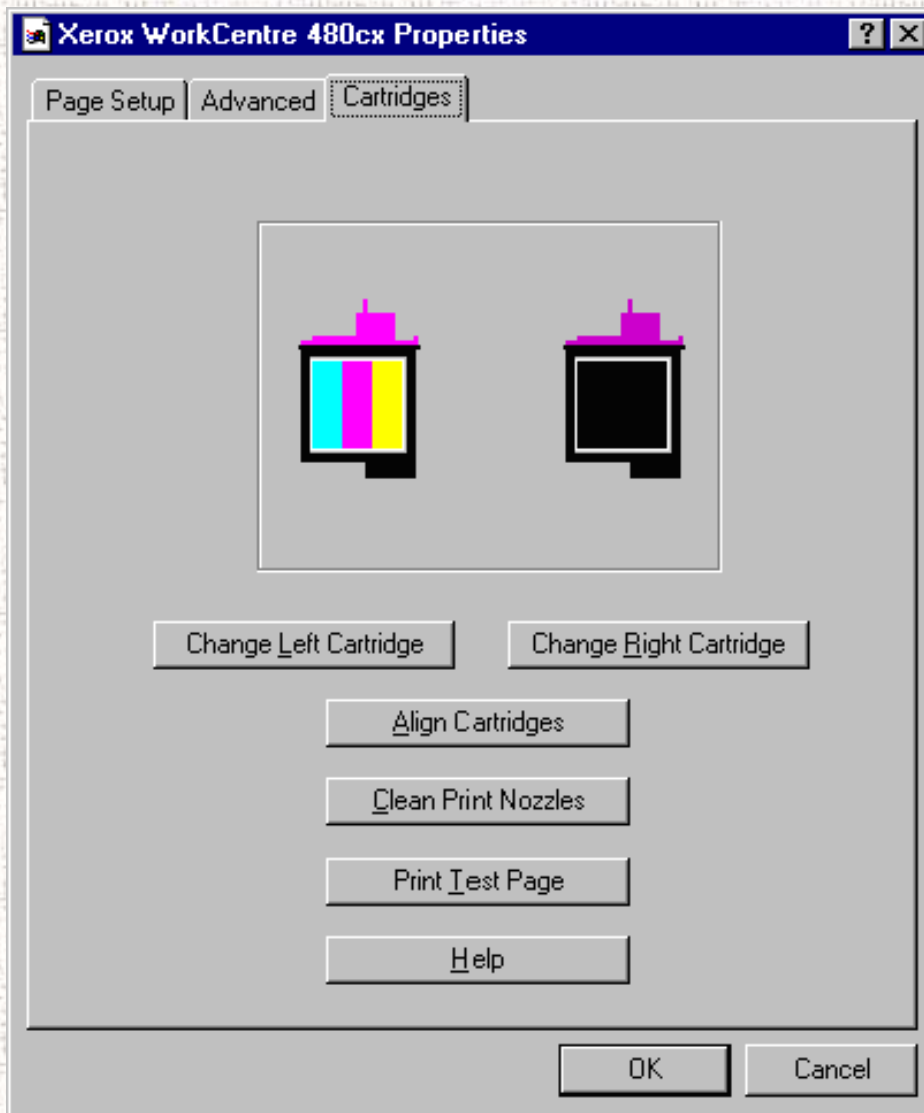 Xerox WorkCentre 480cx Properties
Page Setup Advanced Cartridges
Change Left Cartridge Change Right Cartridge
Align Cartridges
Clean Print Nozzles
Print Test Page
Help
OK Cancel